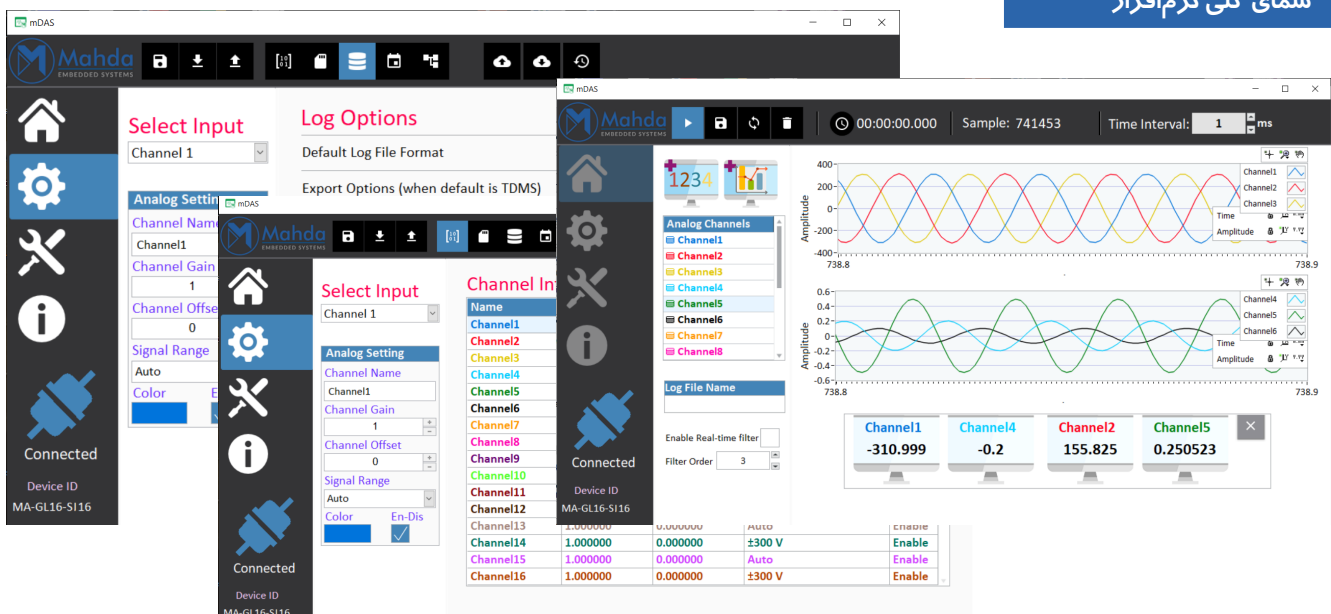 شمای کلی نرم‌افزار
mDAS
Mahda
EMBEDDED SYSTEMS
Select Input
Channel 1
Analog Settin
Channel Name
Channel1
Channel Gain
1
Channel Offse
0
Signal Range
Auto
Color E
Connected
Device ID
MA-GL16-SI16
Log Options
Default Log File Format
Export Options (when default is TDMS)
mDAS
Mahda
EMBEDDED SYSTEMS
Select Input
Channel 1
Analog Setting
Channel Name
Channel1
Channel Gain
1
Channel Offset
0
Signal Range
Auto
Color En-Dis
Connected
Device ID
MA-GL16-SI16
Channel In
Name
Channel1
Channel2
Channel3
Channel4
Channel5
Channel6
Channel7
Channel8
Channel9
Channel10
Channel11
Channel12
Channel13 1.000000 0.000000 Auto Enable
Channel14 1.000000 0.000000 ±300 V Enable
Channel15 1.000000 0.000000 Auto Enable
Channel16 1.000000 0.000000 ±300 V Enable
mDAS
Mahda
EMBEDDED SYSTEMS
00:00:00.000 Sample: 741453 Time Interval: 1 ms
Connected
Device ID
MA-GL16-SI16
1234
Analog Channels
Channel1
Channel2
Channel3
Channel4
Channel5
Channel6
Channel7
Channel8
Log File Name
Enable Real-time filter
Filter Order 3
Amplitude
400
200
0
-200
-400
738.8 738.9
Channel1
Channel2
Channel3
Time
Amplitude
Amplitude
0.6
0.4
0.2
0
-0.2
-0.4
-0.6
738.8 738.9
Channel4
Channel5
Channel6
Time
Amplitude
Channel1 Channel4 Channel2 Channel5
-310.999 -0.2 155.825 0.250523